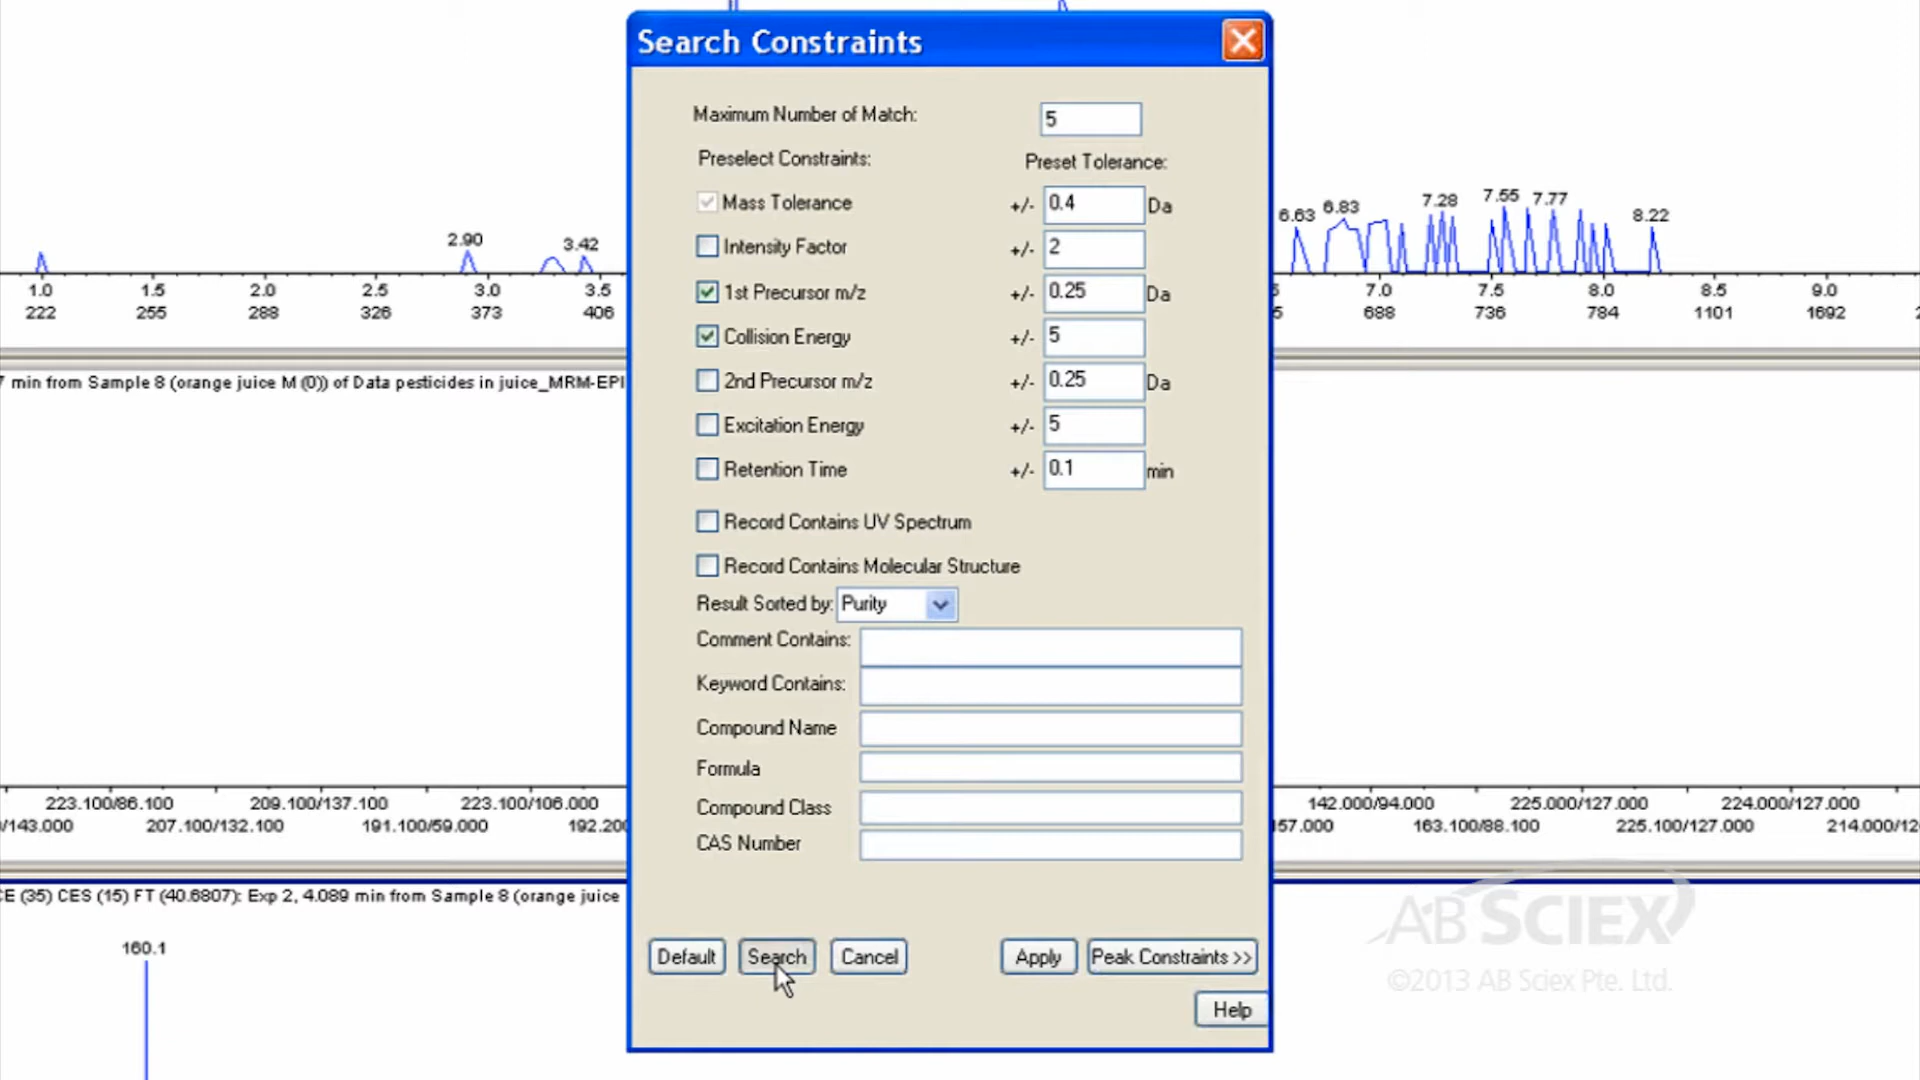 Search Constraints
Maximum Number of Match: 5
Preselect Constraints: Preset Tolerance:
Mass Tolerance +/- 0.4 Da
Intensity Factor +/- 2
1st Precursor m/z +/- 0.25 Da
Collision Energy +/- 5
2nd Precursor m/z +/- 0.25 Da
Excitation Energy +/- 5
Retention Time +/- 0.1 min
Record Contains UV Spectrum
Record Contains Molecular Structure
Result Sorted by: Purity
Comment Contains:
Keyword Contains:
Compound Name
Formula
Compound Class
CAS Number
Default Search Cancel Apply Peak Constraints >>
Help
2.90 3.42 6.63 6.83 7.28 7.55 7.77 8.22
1.0 1.5 2.0 2.5 3.0 3.5 7.0 7.5 8.0 8.5 9.0
222 255 288 326 373 406 688 736 784 1101 1692
min from Sample 8 (orange juice M (0)) of Data pesticides in juice_MRM-EPI
223.100/86.100 209.100/137.100 223.100/106.000 142.000/94.000 225.000/127.000 224.000/127.000
/143.000 207.100/132.100 191.100/59.000 192.200 57.000 163.100/88.100 225.100/127.000 214.000/12
CE (35) CES (15) FT (40.6807): Exp 2, 4.089 min from Sample 8 (orange juice
160.1
AB SCIEX
©2013 AB Sciex Pte. Ltd.